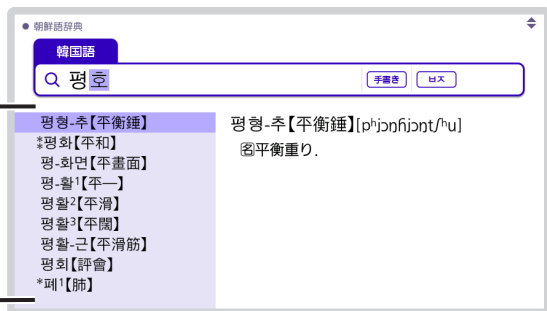 朝鮮語辞典
韓国語
평호
手書き
ㅂㅈ
평형-추【平衡錘】
⁑평화【平和】
평-화면【平畫面】
평-활¹【平—】
평활²【平滑】
평활³【平闊】
평활-근【平滑筋】
평회【評會】
*폐¹【肺】
평형-추【平衡錘】[pʰjɔŋɦjɔŋtʃʰu]
名平衡重り.